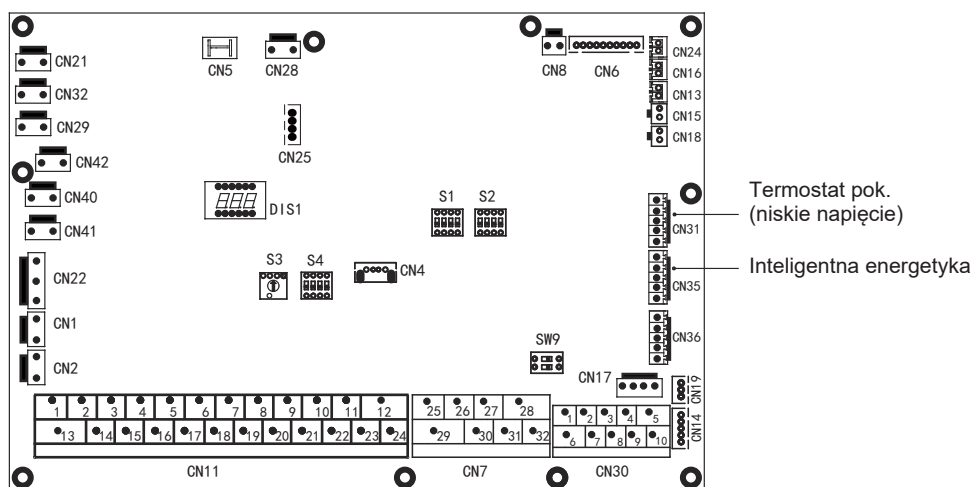 CN21
CN32
CN29
CN42
CN40
CN41
CN22
CN1
CN2
CN5
CN28
CN25
DIS1
S1 S2
S3 S4
CN4
CN8 CN6
CN24
CN16
CN13
CN15
CN18
CN31
CN35
CN36
Termostat pok.
(niskie napięcie)
Inteligentna energetyka
SW9
CN17
CN19
CN14
1 2 3 4 5 6 7 8 9 10 11 12
13 14 15 16 17 18 19 20 21 22 23 24
CN11
25 26 27 28
29 30 31 32
CN7
1 2 3 4 5
6 7 8 9 10
CN30